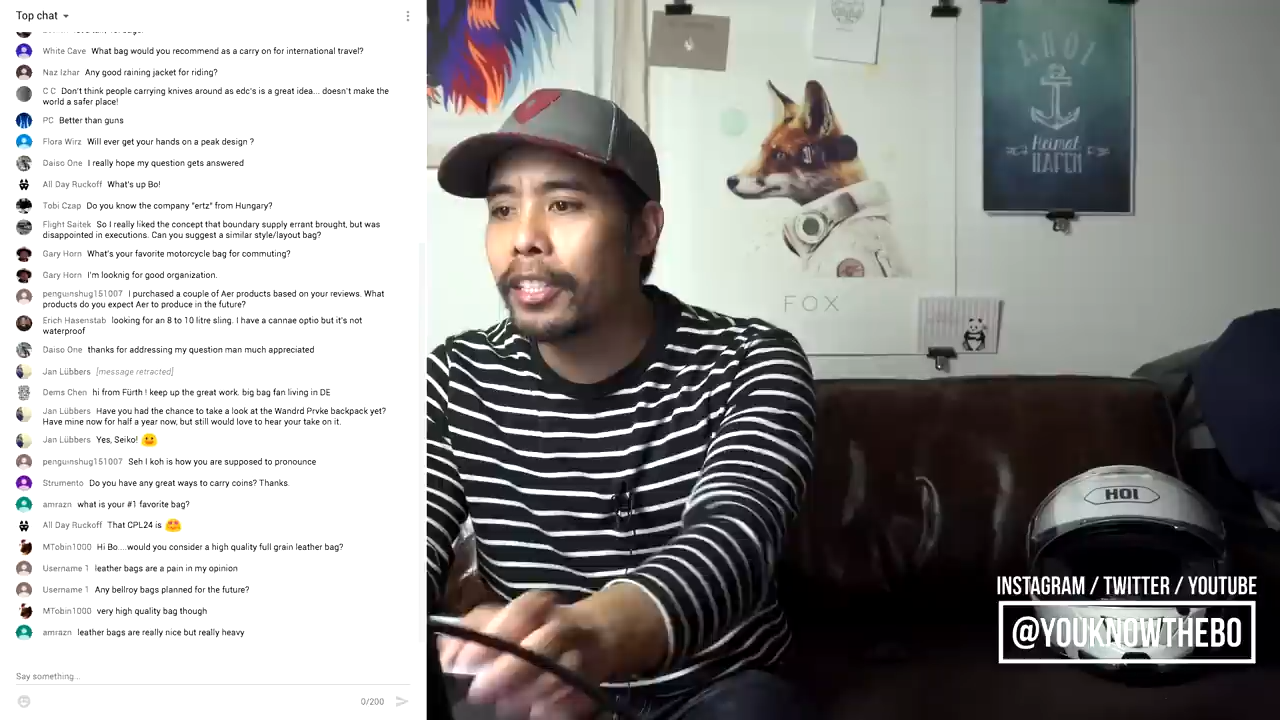 Top chat
White Cave What bag would you recommend as a carry on for international travel?
Naz Izhar Any good raining jacket for riding?
C C Don't think people carrying knives around as edc's is a great idea... doesn't make the
world a safer place!
PC Better than guns
Flora Wirz Will ever get your hands on a peak design ?
Daiso One I really hope my question gets answered
All Day Ruckoff What's up Bo!
Tobi Czap Do you know the company "ertz" from Hungary?
Flight Saitek So I really liked the concept that boundary supply errant brought, but was
disappointed in executions. Can you suggest a similar style/layout bag?
Gary Horn What's your favorite motorcycle bag for commuting?
Gary Horn I'm looknig for good organization.
penguinshug151007 I purchased a couple of Aer products based on your reviews. What
products do you expect Aer to produce in the future?
Erich Hasenstab looking for an 8 to 10 litre sling. I have a cannae optio but it's not
waterproof
Daiso One thanks for addressing my question man much appreciated
Jan Lübbers [message retracted]
Dems Chen hi from Fürth ! keep up the great work. big bag fan living in DE
Jan Lübbers Have you had the chance to take a look at the Wandrd Prvke backpack yet?
Have mine now for half a year now, but still would love to hear your take on it.
Jan Lübbers Yes, Seiko!
penguinshug151007 Seh I koh is how you are supposed to pronounce
Strumento Do you have any great ways to carry coins? Thanks.
amrazn what is your #1 favorite bag?
All Day Ruckoff That CPL24 is
MTobin1000 Hi Bo....would you consider a high quality full grain leather bag?
Username 1 leather bags are a pain in my opinion
Username 1 Any bellroy bags planned for the future?
MTobin1000 very high quality bag though
amrazn leather bags are really nice but really heavy
Say something...
0/200
AHOI
Heimat
HAFEN
FOX
INSTAGRAM / TWITTER / YOUTUBE
@YOUKNOWTHEBO